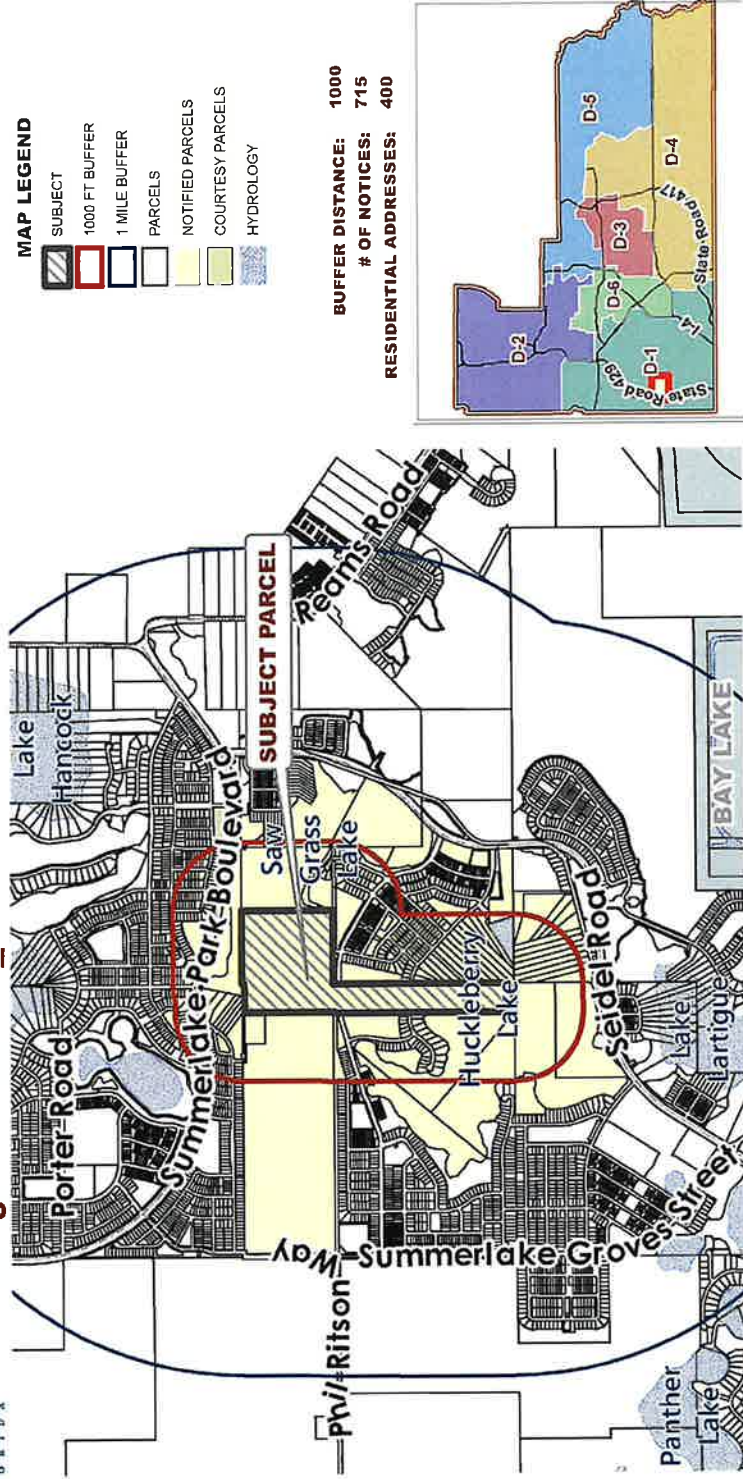 MAP LEGEND
SUBJECT
1000 FT BUFFER
1 MILE BUFFER
PARCELS
NOTIFIED PARCELS
COURTESY PARCELS
HYDROLOGY
BUFFER DISTANCE: 1000
# OF NOTICES: 715
RESIDENTIAL ADDRESSES: 400
D-2
D-5
D-6
D-3
D-4
D-1
State Road 429
I-4
State Road 417
Lake
Hancock
Porter Road
Summerlake Park Boulevard
SUBJECT PARCEL
Reams Road
Saw
Grass
Lake
Huckleberry
Lake
Seidel Road
Lake
Lartigue
BAY LAKE
Phil Ritson
Way
Summerlake Groves Street
Panther
Lake